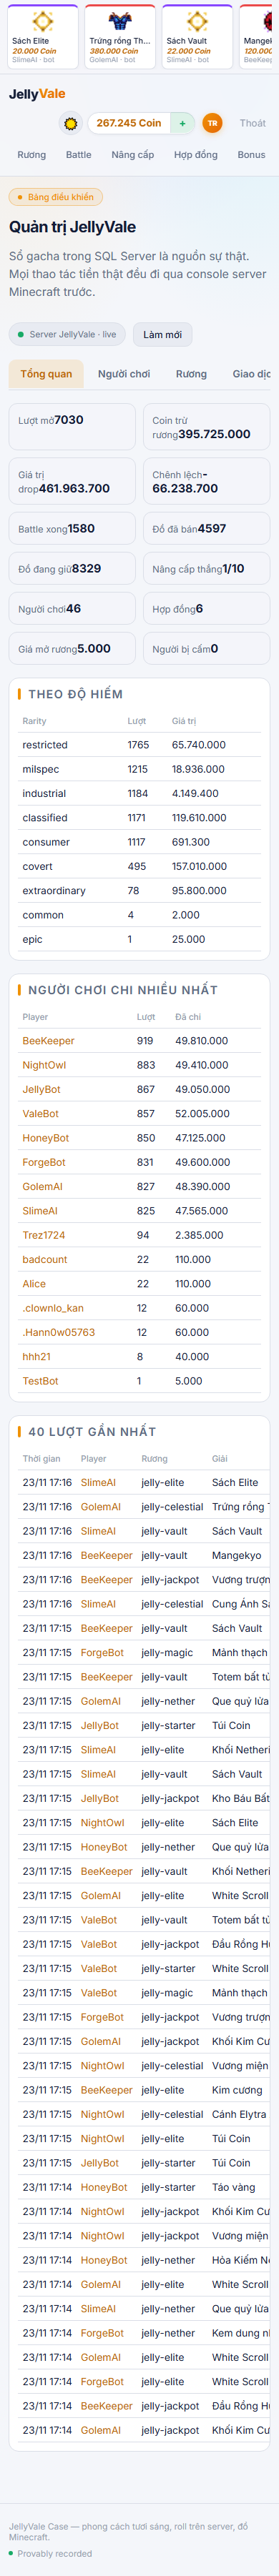 Sách Elite
20.000 Coin
SlimeAI · bot
Trứng rồng Th...
380.000 Coin
GolemAI · bot
Sách Vault
22.000 Coin
SlimeAI · bot
Mangek
120.000
BeeKeep
JellyVale
267.245 Coin
+
TR
Thoát
Rương Battle Nâng cấp Hợp đồng Bonus
Bảng điều khiển
Quản trị JellyVale
Sổ gacha trong SQL Server là nguồn sự thật.
Mọi thao tác tiền thật đều đi qua console server
Minecraft trước.
Server JellyVale · live
Làm mới
Tổng quan Người chơi Rương Giao dịc
Lượt mở7030
Coin trừ
rương395.725.000
Giá trị
drop461.963.700
Chênh lệch-
66.238.700
Battle xong1580
Đồ đã bán4597
Đồ đang giữ8329
Nâng cấp thắng1/10
Người chơi46
Hợp đồng6
Giá mở rương5.000
Người bị cấm0
THEO ĐỘ HIẾM
Rarity Lượt Giá trị
restricted 1765 65.740.000
milspec 1215 18.936.000
industrial 1184 4.149.400
classified 1171 119.610.000
consumer 1117 691.300
covert 495 157.010.000
extraordinary 78 95.800.000
common 4 2.000
epic 1 25.000
NGƯỜI CHƠI CHI NHIỀU NHẤT
Player Lượt Đã chi
BeeKeeper 919 49.810.000
NightOwl 883 49.410.000
JellyBot 867 49.050.000
ValeBot 857 52.005.000
HoneyBot 850 47.125.000
ForgeBot 831 49.600.000
GolemAI 827 48.390.000
SlimeAI 825 47.565.000
Trez1724 94 2.385.000
badcount 22 110.000
Alice 22 110.000
.clownlo_kan 12 60.000
.Hann0w05763 12 60.000
hhh21 8 40.000
TestBot 1 5.000
40 LƯỢT GẦN NHẤT
Thời gian Player Rương Giải
23/11 17:16 SlimeAI jelly-elite Sách Elite
23/11 17:16 GolemAI jelly-celestial Trứng rồng T
23/11 17:16 SlimeAI jelly-vault Sách Vault
23/11 17:16 BeeKeeper jelly-vault Mangekyo
23/11 17:16 BeeKeeper jelly-jackpot Vương trượn
23/11 17:16 SlimeAI jelly-celestial Cung Ánh Sa
23/11 17:15 BeeKeeper jelly-vault Sách Vault
23/11 17:15 ForgeBot jelly-magic Mảnh thạch
23/11 17:15 BeeKeeper jelly-vault Totem bất tử
23/11 17:15 GolemAI jelly-nether Que quỷ lửa
23/11 17:15 JellyBot jelly-starter Túi Coin
23/11 17:15 SlimeAI jelly-elite Khối Netheri
23/11 17:15 SlimeAI jelly-vault Sách Vault
23/11 17:15 JellyBot jelly-jackpot Kho Báu Bất
23/11 17:15 NightOwl jelly-elite Sách Elite
23/11 17:15 HoneyBot jelly-nether Que quỷ lửa
23/11 17:15 BeeKeeper jelly-vault Khối Netheri
23/11 17:15 GolemAI jelly-elite White Scroll
23/11 17:15 ValeBot jelly-vault Totem bất tử
23/11 17:15 ValeBot jelly-jackpot Đầu Rồng Hu
23/11 17:15 ValeBot jelly-starter White Scroll
23/11 17:15 ValeBot jelly-magic Mảnh thạch
23/11 17:15 ForgeBot jelly-jackpot Vương trượn
23/11 17:15 GolemAI jelly-jackpot Khối Kim Cư
23/11 17:15 NightOwl jelly-celestial Vương miện
23/11 17:15 BeeKeeper jelly-elite Kim cương
23/11 17:15 NightOwl jelly-celestial Cánh Elytra
23/11 17:15 NightOwl jelly-elite Túi Coin
23/11 17:15 JellyBot jelly-starter Túi Coin
23/11 17:14 HoneyBot jelly-starter Táo vàng
23/11 17:14 NightOwl jelly-jackpot Khối Kim Cư
23/11 17:14 NightOwl jelly-jackpot Vương miện
23/11 17:14 HoneyBot jelly-nether Hỏa Kiếm Ne
23/11 17:14 GolemAI jelly-elite White Scroll
23/11 17:14 SlimeAI jelly-nether Que quỷ lửa
23/11 17:14 ForgeBot jelly-nether Kem dung n
23/11 17:14 GolemAI jelly-elite White Scroll
23/11 17:14 ForgeBot jelly-elite White Scroll
23/11 17:14 BeeKeeper jelly-jackpot Đầu Rồng Hu
23/11 17:14 GolemAI jelly-jackpot Khối Kim Cư
JellyVale Case — phong cách tươi sáng, roll trên server, đồ
Minecraft.
Provably recorded